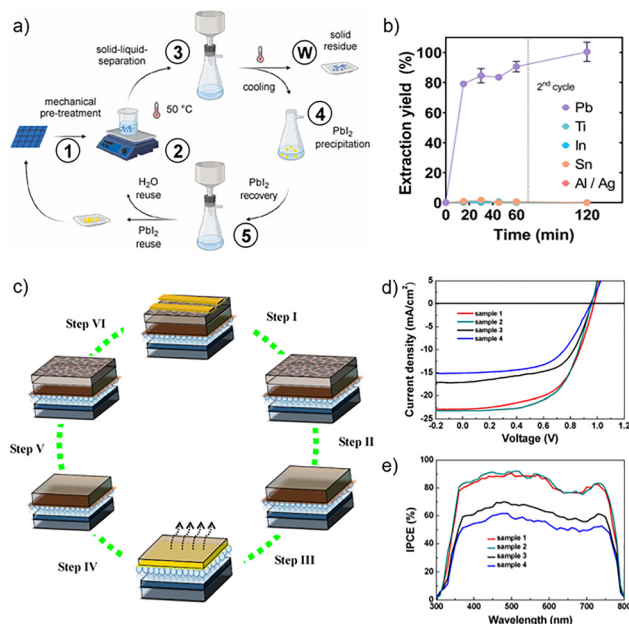 a)
solid-liquid-
separation
3
W
solid
residue
cooling
mechanical
pre-treatment
50 °C
1
2
4
PbI2
precipitation
H2O
reuse
PbI2
recovery
PbI2
reuse
5
b)
Extraction yield
(%)
100
80
60
40
20
0
2nd cycle
Pb
Ti
In
Sn
Al / Ag
0 20 40 60 120
Time (min)
c)
Step VI
Step I
Step V
Step II
Step IV
Step III
d)
Current density (mA/cm2)
5
0
-5
-10
-15
-20
-25
sample 1
sample 2
sample 3
sample 4
-0.2 0.0 0.2 0.4 0.6 0.8 1.0 1.2
Voltage (V)
e)
IPCE (%)
100
80
60
40
20
0
sample 1
sample 2
sample 3
sample 4
300 400 500 600 700 800
Wavelength (nm)